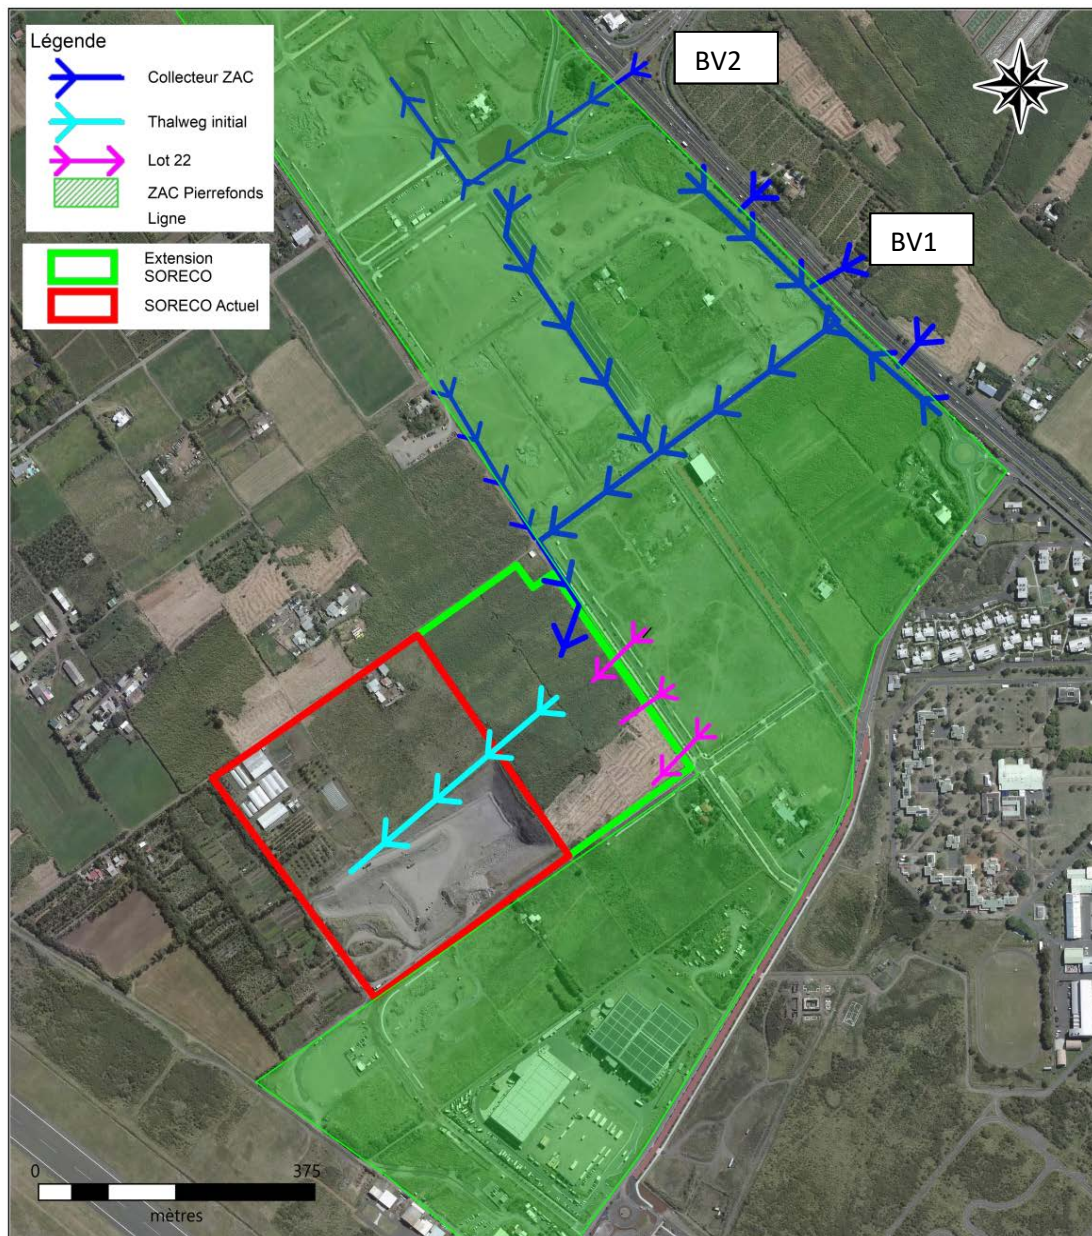 Légende
Collecteur ZAC
Thalweg initial
Lot 22
ZAC Pierrefonds
Ligne
Extension
SORECO
SORECO Actuel
BV2
BV1
0 375
mètres